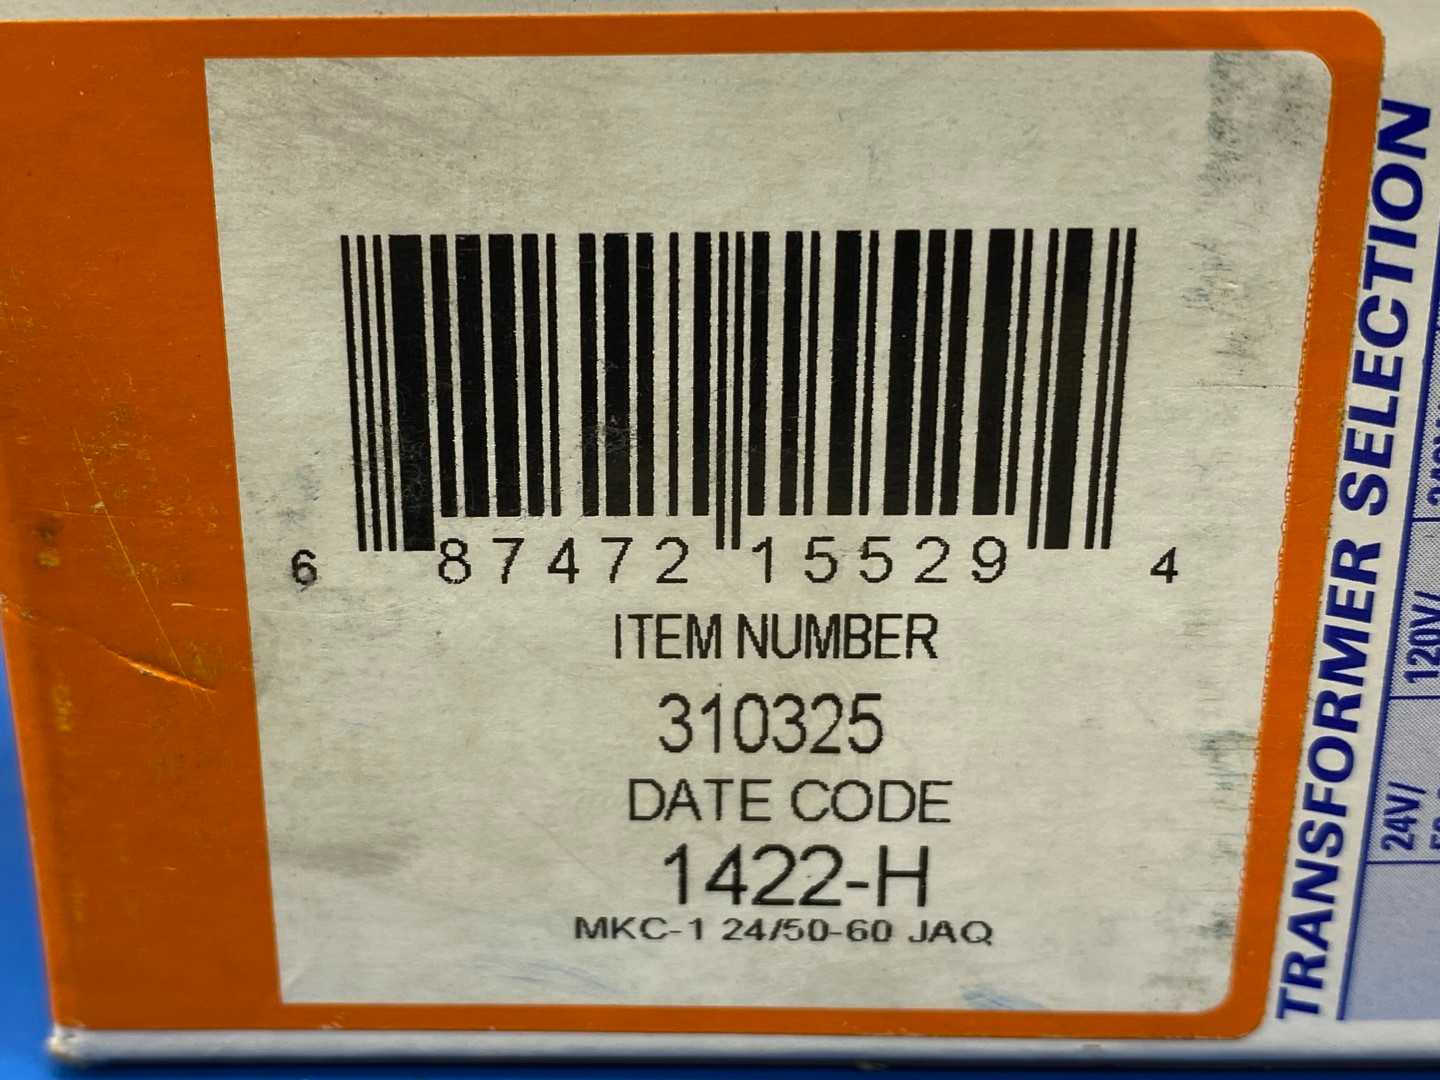 6 87472 15529 4
ITEM NUMBER
310325
DATE CODE
1422-H
MKC-1 24/50-60 JAQ
TRANSFORMER SELECTION
24V/
120V/